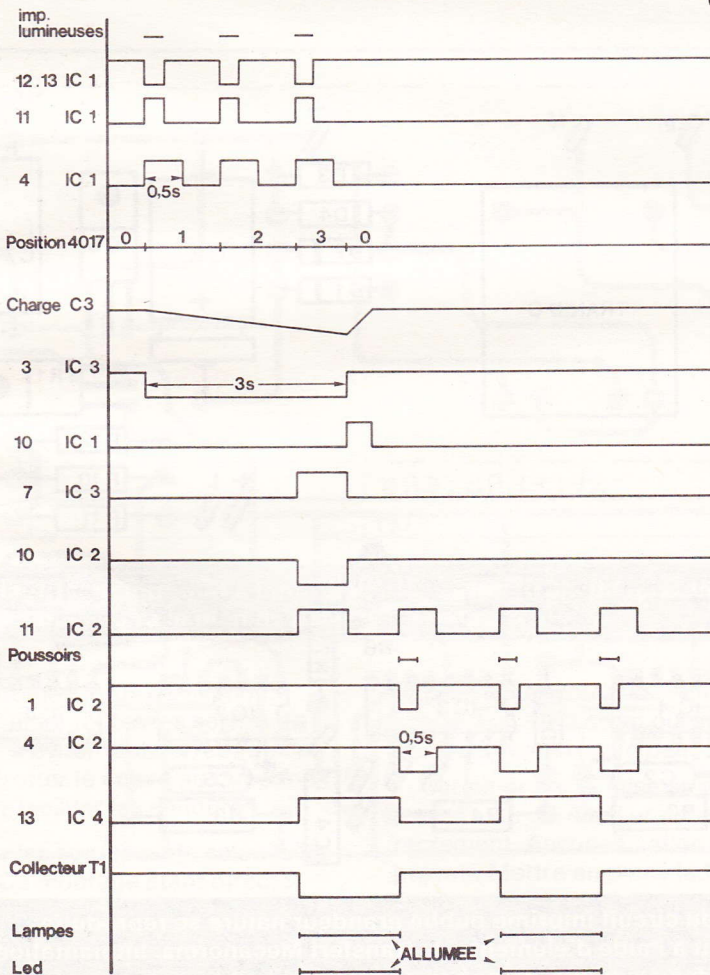 imp.
lumineuses
12.13 IC 1
11 IC 1
4 IC 1
0,5s
Position 4017 0 1 2 3 0
Charge C3
3 IC 3
3s
10 IC 1
7 IC 3
10 IC 2
11 IC 2
Poussoirs
1 IC 2
4 IC 2
0,5s
13 IC 4
Collecteur T1
Lampes
ALLUMEE
Led